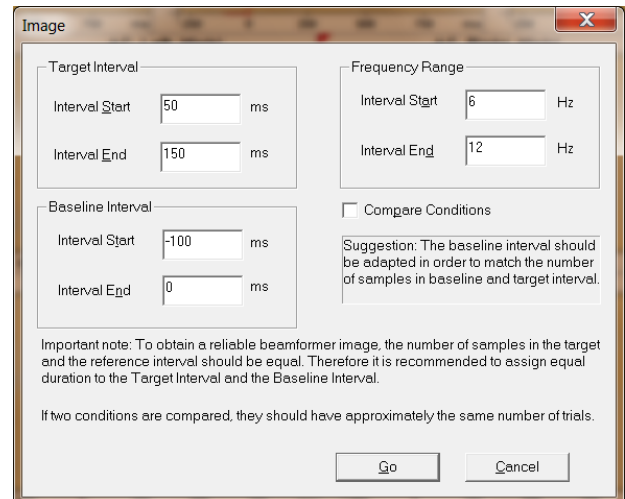 Image
Target Interval
Interval Start 50 ms
Interval End 150 ms
Frequency Range
Interval Start 6 Hz
Interval End 12 Hz
Baseline Interval
Interval Start -100 ms
Interval End 0 ms
Compare Conditions
Suggestion: The baseline interval should
be adapted in order to match the number
of samples in baseline and target interval.
Important note: To obtain a reliable beamformer image, the number of samples in the target
and the reference interval should be equal. Therefore it is recommended to assign equal
duration to the Target Interval and the Baseline Interval.
If two conditions are compared, they should have approximately the same number of trials.
Go
Cancel